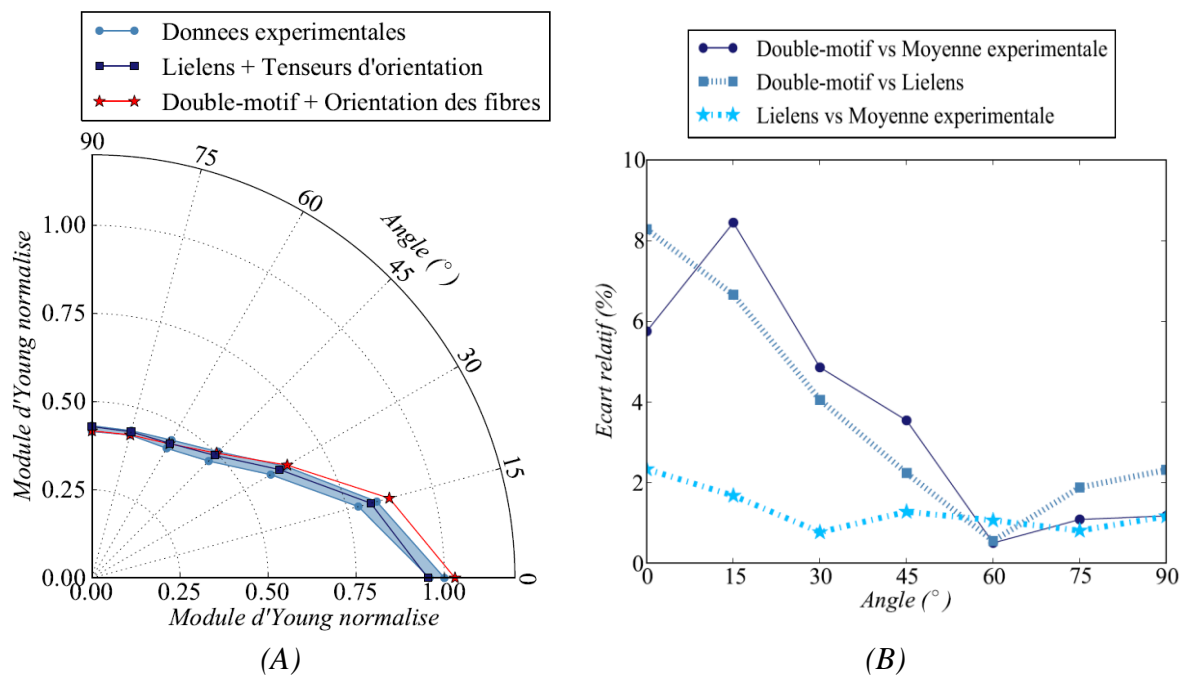 Donnees experimentales
Lielens + Tenseurs d'orientation
Double-motif + Orientation des fibres
90
75
60
Angle (°)
45
30
15
0
Module d'Young normalise
1.00
0.75
0.50
0.25
0.00
0.00
0.25
0.50
0.75
1.00
Module d'Young normalise
(A)
Double-motif vs Moyenne experimentale
Double-motif vs Lielens
Lielens vs Moyenne experimentale
Ecart relatif (%)
10
8
6
4
2
0
0
15
30
45
60
75
90
Angle (°)
(B)